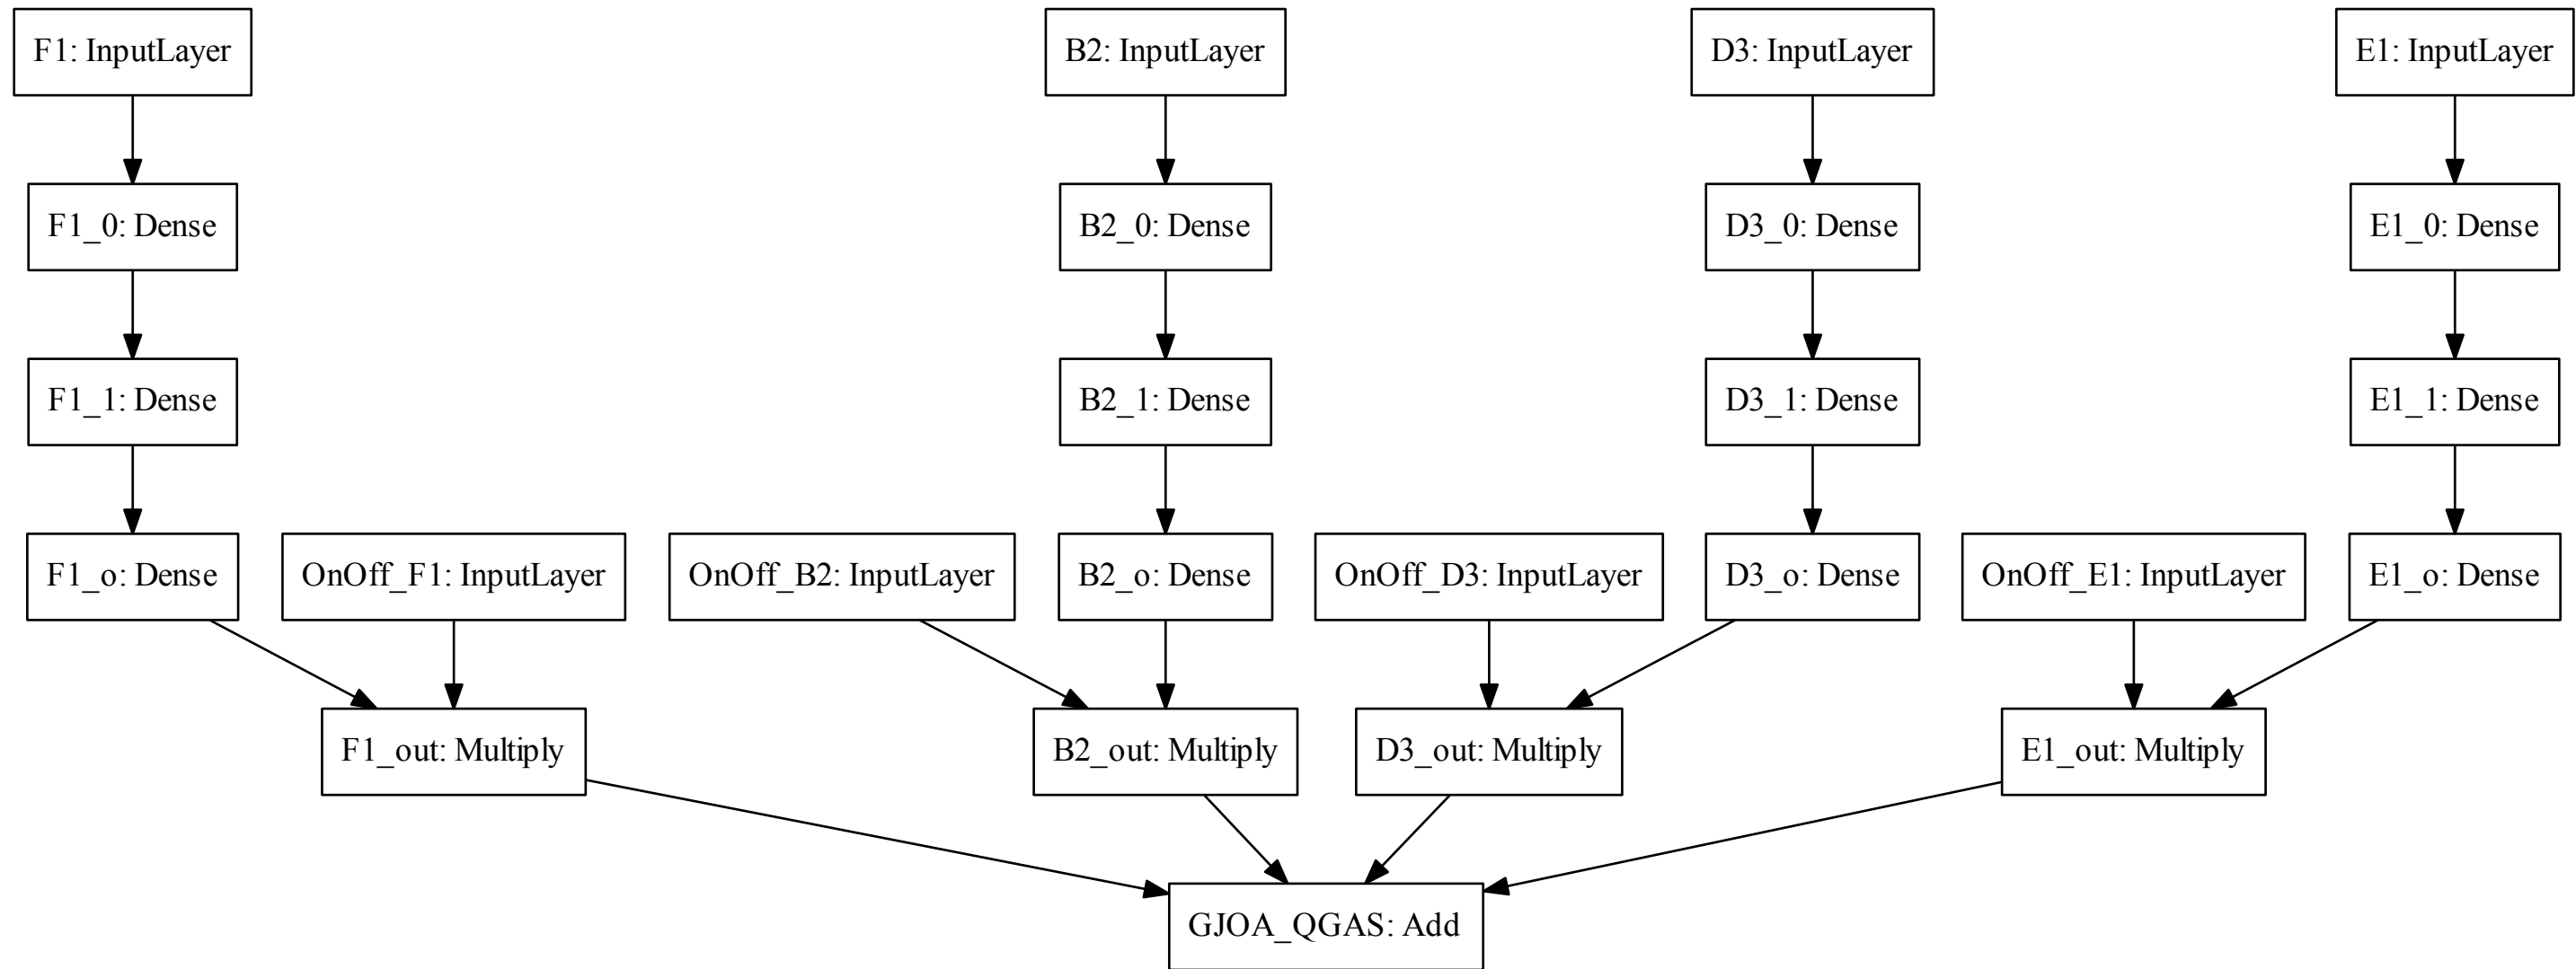 F1: InputLayer
B2: InputLayer
D3: InputLayer
E1: InputLayer
F1_0: Dense
B2_0: Dense
D3_0: Dense
E1_0: Dense
F1_1: Dense
B2_1: Dense
D3_1: Dense
E1_1: Dense
F1_o: Dense
OnOff_F1: InputLayer
OnOff_B2: InputLayer
B2_o: Dense
OnOff_D3: InputLayer
D3_o: Dense
OnOff_E1: InputLayer
E1_o: Dense
F1_out: Multiply
B2_out: Multiply
D3_out: Multiply
E1_out: Multiply
GJOA_QGAS: Add